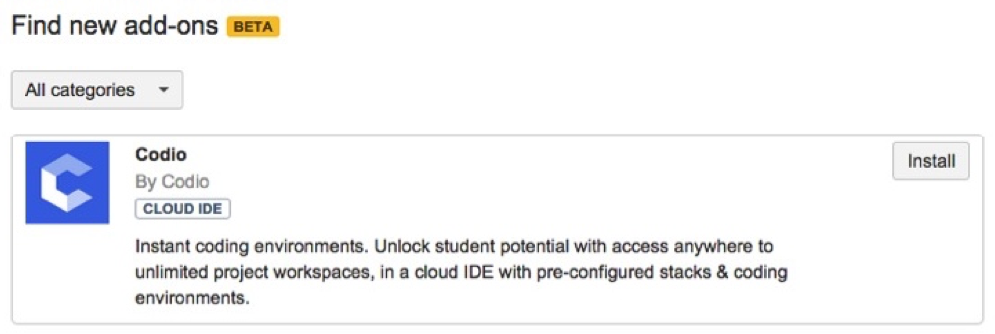 Find new add-ons BETA
All categories
Codio
Install
By Codio
CLOUD IDE
Instant coding environments. Unlock student potential with access anywhere to
unlimited project workspaces, in a cloud IDE with pre-configured stacks & coding
environments.